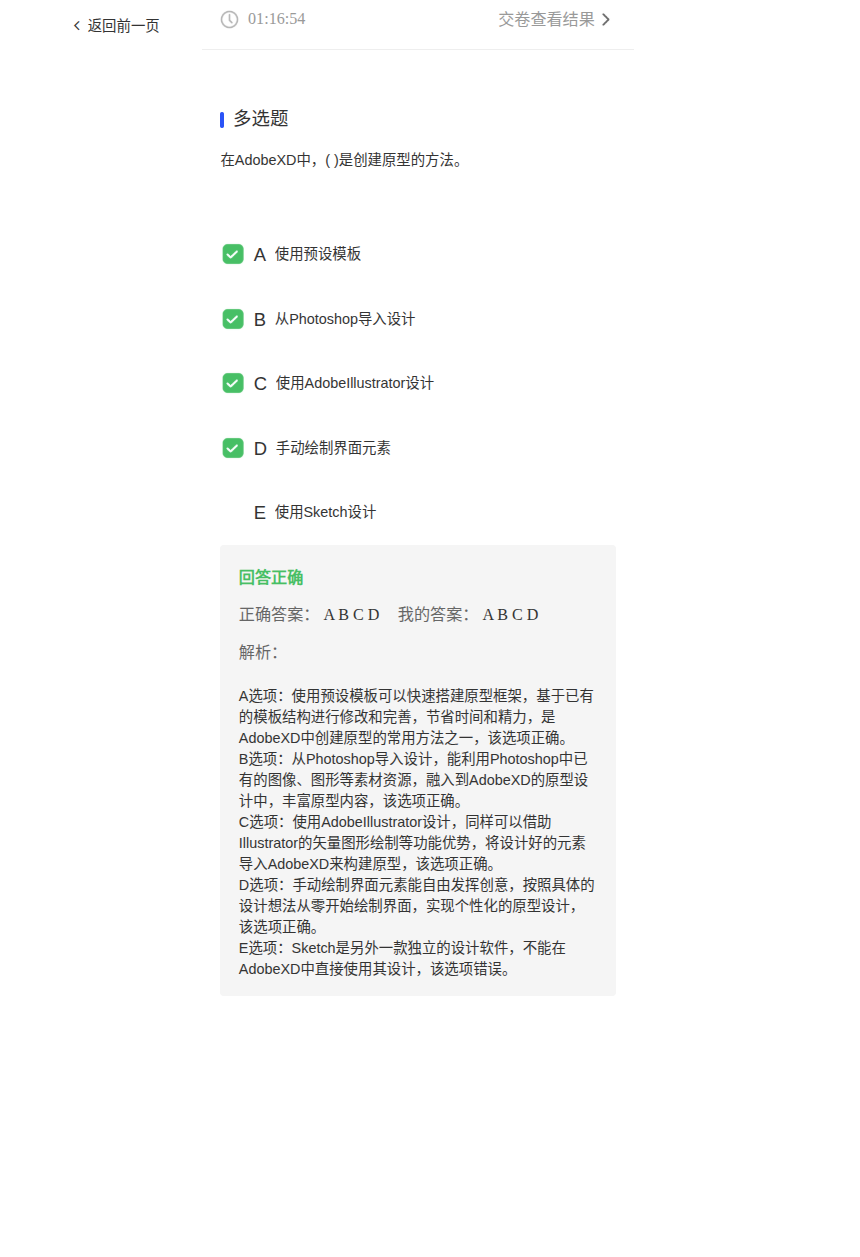 返回前一页
01:16:54
交卷查看结果
多选题
在AdobeXD中，( )是创建原型的方法。
A 使用预设模板
B 从Photoshop导入设计
C 使用AdobeIllustrator设计
D 手动绘制界面元素
E 使用Sketch设计
回答正确
正确答案： A B C D 我的答案： A B C D
解析：
A选项：使用预设模板可以快速搭建原型框架，基于已有
的模板结构进行修改和完善，节省时间和精力，是
AdobeXD中创建原型的常用方法之一，该选项正确。
B选项：从Photoshop导入设计，能利用Photoshop中已
有的图像、图形等素材资源，融入到AdobeXD的原型设
计中，丰富原型内容，该选项正确。
C选项：使用AdobeIllustrator设计，同样可以借助
Illustrator的矢量图形绘制等功能优势，将设计好的元素
导入AdobeXD来构建原型，该选项正确。
D选项：手动绘制界面元素能自由发挥创意，按照具体的
设计想法从零开始绘制界面，实现个性化的原型设计，
该选项正确。
E选项：Sketch是另外一款独立的设计软件，不能在
AdobeXD中直接使用其设计，该选项错误。